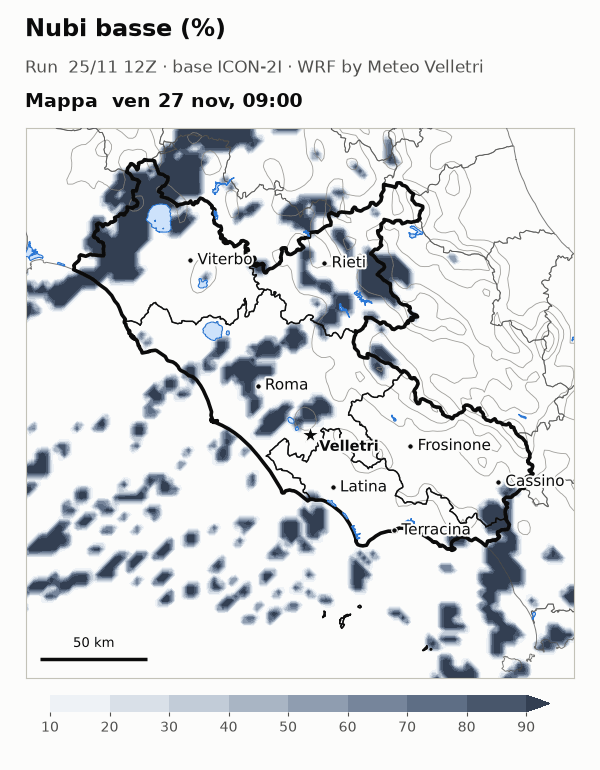 Nubi basse (%)
Run  25/11 12Z · base ICON-2I · WRF by Meteo Velletri
Mappa  ven 27 nov, 09:00
Viterbo
Rieti
Roma
Velletri
Frosinone
Cassino
Latina
Terracina
50 km
10 20 30 40 50 60 70 80 90